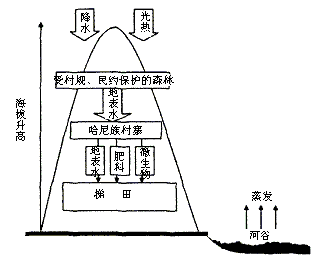 降水
光热
受村规、民约保护的森林
地表水
哈尼族村寨
地表水
肥料
微生物
梯田
海拔升高
蒸发
河谷